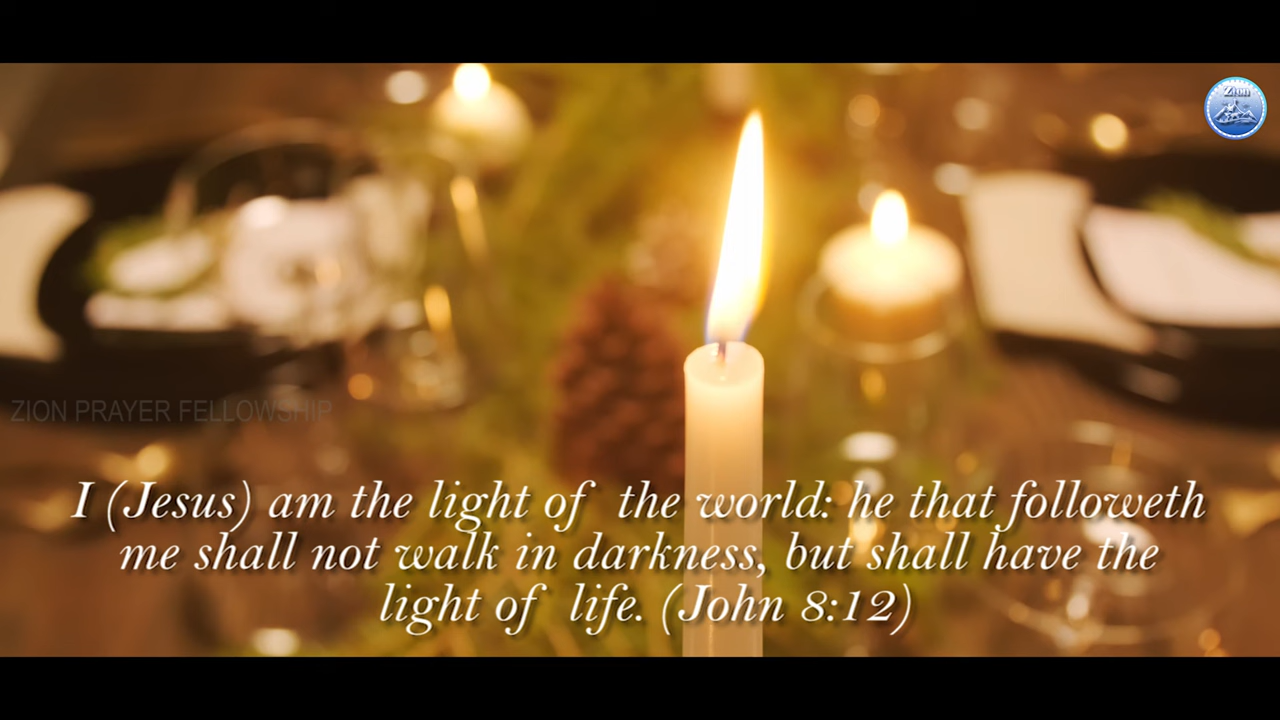 Zion
ZION PRAYER FELLOWSHIP
I (Jesus) am the light of the world: he that followeth
me shall not walk in darkness, but shall have the
light of life. (John 8:12)